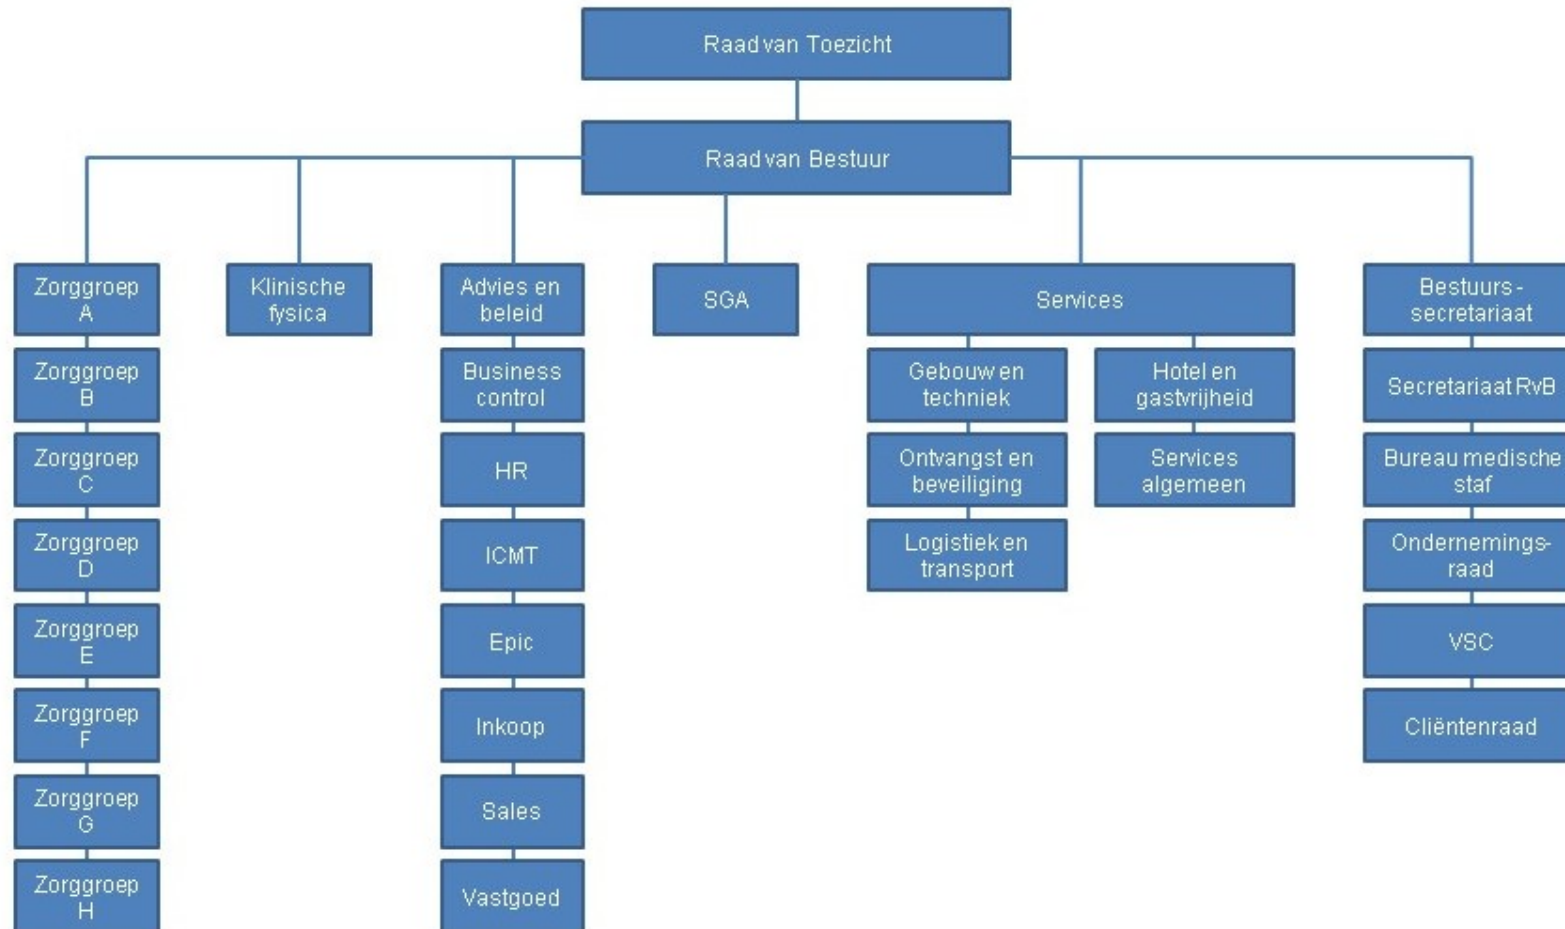 Raad van Toezicht
Raad van Bestuur
Zorggroep
A
Zorggroep
B
Zorggroep
C
Zorggroep
D
Zorggroep
E
Zorggroep
F
Zorggroep
G
Zorggroep
H
Klinische
fysica
Advies en
beleid
Business
control
HR
ICMT
Epic
Inkoop
Sales
Vastgoed
SGA
Services
Gebouw en
techniek
Ontvangst en
beveiliging
Logistiek en
transport
Hotel en
gastvrijheid
Services
algemeen
Bestuurs-
secretariaat
Secretariaat RvB
Bureau medische
staf
Ondernemings-
raad
VSC
Cliëntenraad